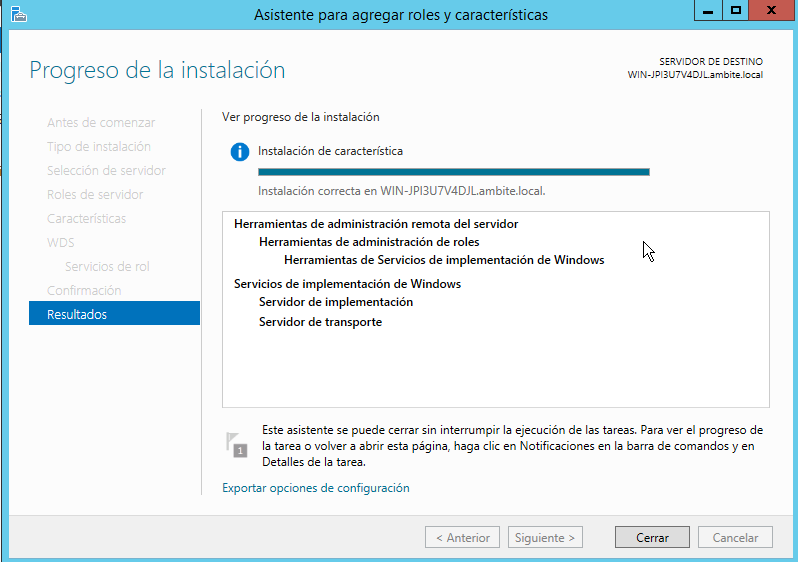 Asistente para agregar roles y características
Progreso de la instalación
SERVIDOR DE DESTINO
WIN-JPI3U7V4DJL.ambite.local
Antes de comenzar
Tipo de instalación
Selección de servidor
Roles de servidor
Características
WDS
Servicios de rol
Confirmación
Resultados
Ver progreso de la instalación
Instalación de característica
Instalación correcta en WIN-JPI3U7V4DJL.ambite.local.
Herramientas de administración remota del servidor
Herramientas de administración de roles
Herramientas de Servicios de implementación de Windows
Servicios de implementación de Windows
Servidor de implementación
Servidor de transporte
1
Este asistente se puede cerrar sin interrumpir la ejecución de las tareas. Para ver el progreso de
la tarea o volver a abrir esta página, haga clic en Notificaciones en la barra de comandos y en
Detalles de la tarea.
Exportar opciones de configuración
< Anterior
Siguiente >
Cerrar
Cancelar